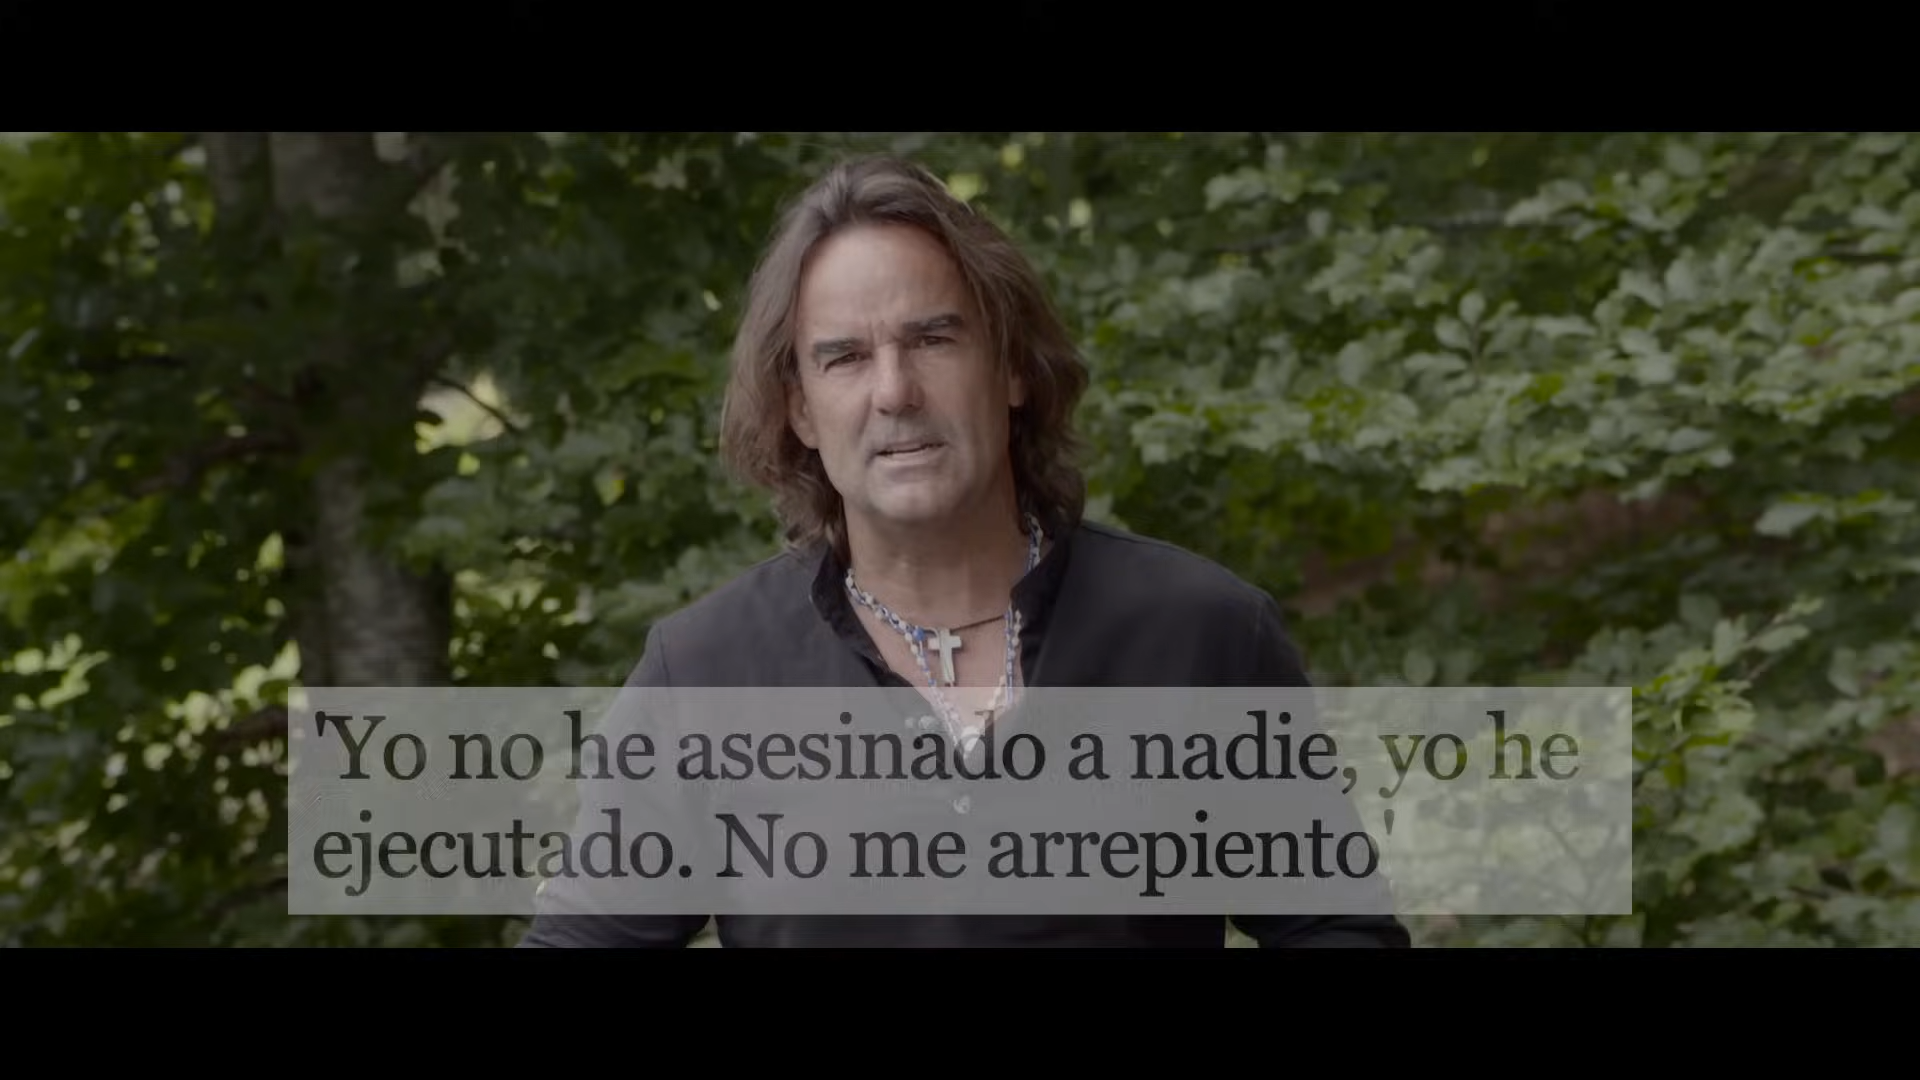 'Yo no he asesinado a nadie, yo he
ejecutado. No me arrepiento'